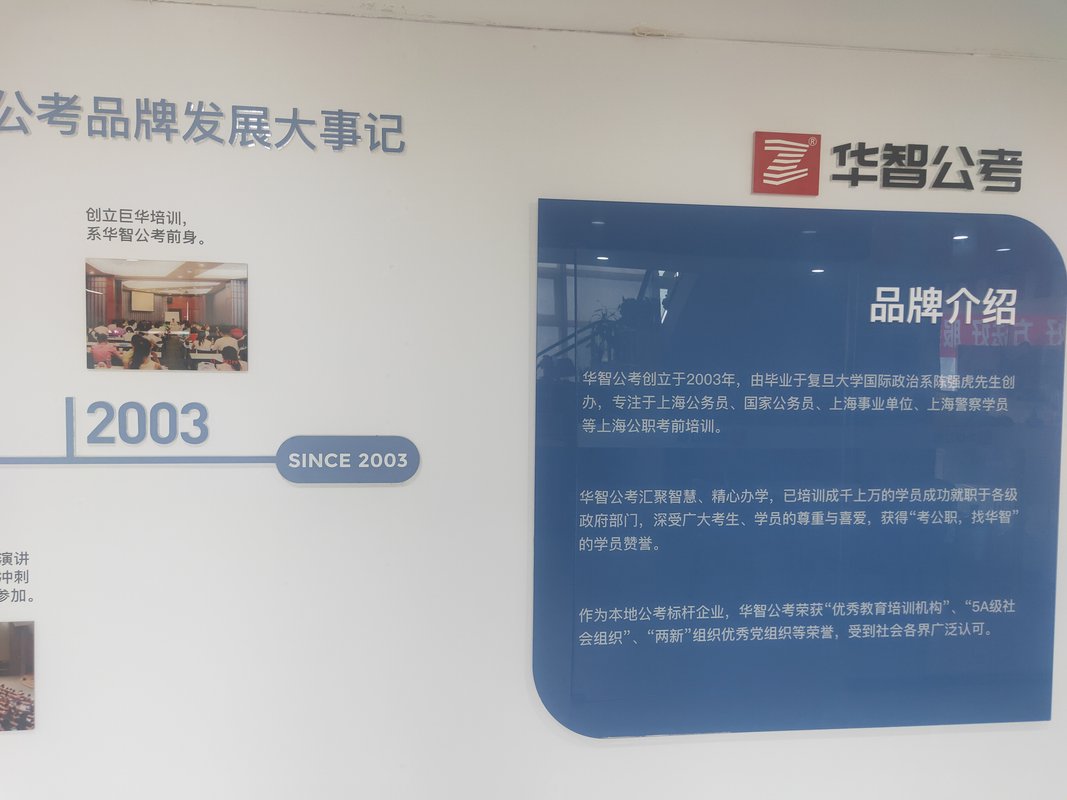 公考品牌发展大事记
创立巨华培训，
系华智公考前身。
2003
SINCE 2003
演讲
冲刺
参加。
华智公考
®
品牌介绍
华智公考创立于2003年，由毕业于复旦大学国际政治系陈强虎先生创
办，专注于上海公务员、国家公务员、上海事业单位、上海警察学员
等上海公职考前培训。
华智公考汇聚智慧、精心办学，已培训成千上万的学员成功就职于各级
政府部门，深受广大考生、学员的尊重与喜爱，获得“考公职，找华智”
的学员赞誉。
作为本地公考标杆企业，华智公考荣获“优秀教育培训机构”、“5A级社
会组织”、“两新”组织优秀党组织等荣誉，受到社会各界广泛认可。